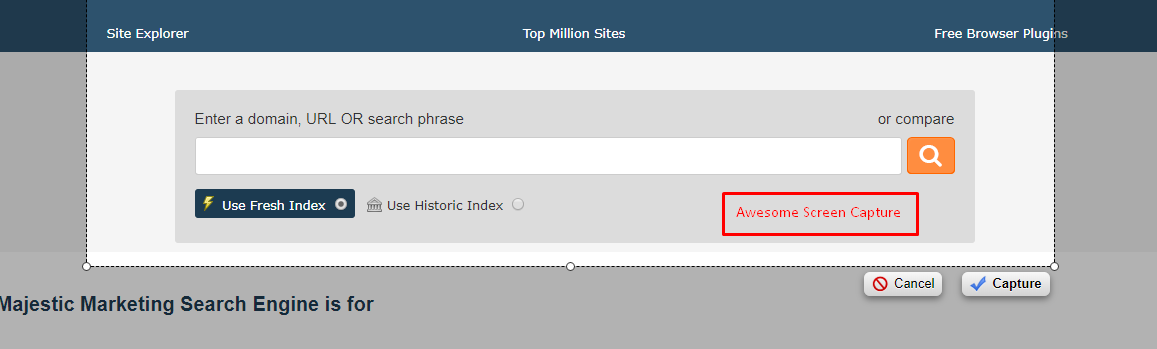 Site Explorer Top Million Sites Free Browser Plugins
Enter a domain, URL OR search phrase or compare
Use Fresh Index Use Historic Index Awesome Screen Capture
Cancel Capture
Majestic Marketing Search Engine is for